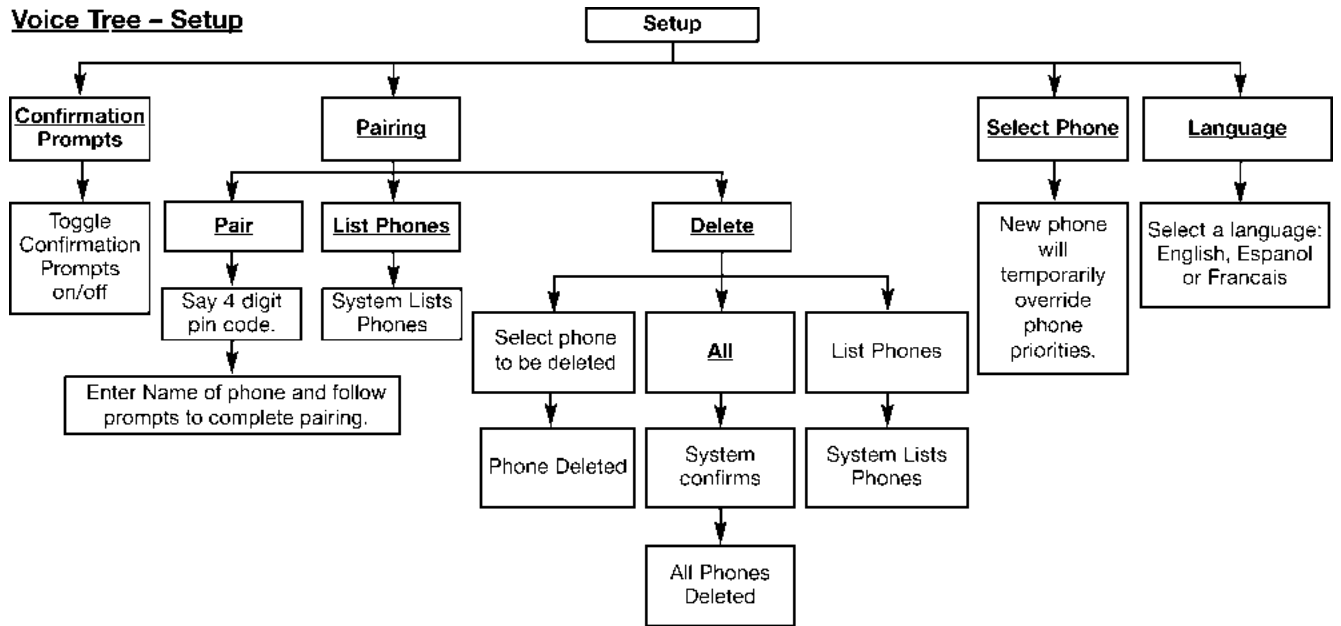 Voice Tree – Setup
Setup
Confirmation
Prompts
Pairing
Select Phone
Language
Toggle
Confirmation
Prompts
on/off
Pair
List Phones
Delete
New phone
will
temporarily
override
phone
priorities.
Select a language:
English, Espanol
or Francais
Say 4 digit
pin code.
System Lists
Phones
Select phone
to be deleted
All
List Phones
Enter Name of phone and follow
prompts to complete pairing.
Phone Deleted
System
confirms
System Lists
Phones
All Phones
Deleted